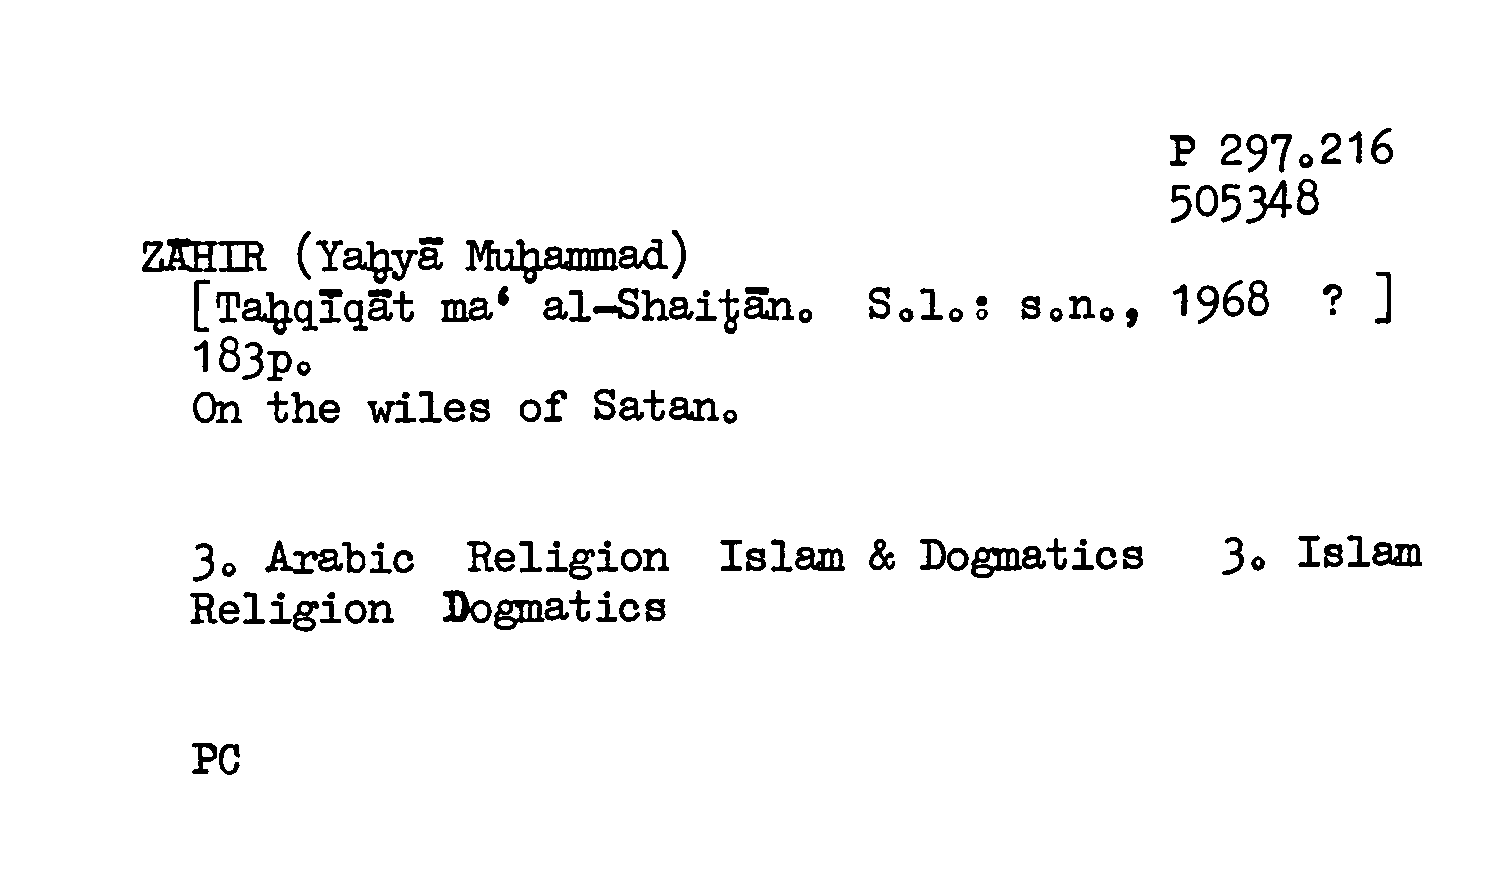 P 297.216
505348
ZĀHIR (Yaḥyā Muḥammad)
[Taḥqīqāt ma‘ al-Shaiṭān. S.l.: s.n., 1968 ? ]
183p.
On the wiles of Satan.
3. Arabic Religion Islam & Dogmatics 3. Islam
Religion Dogmatics
PC